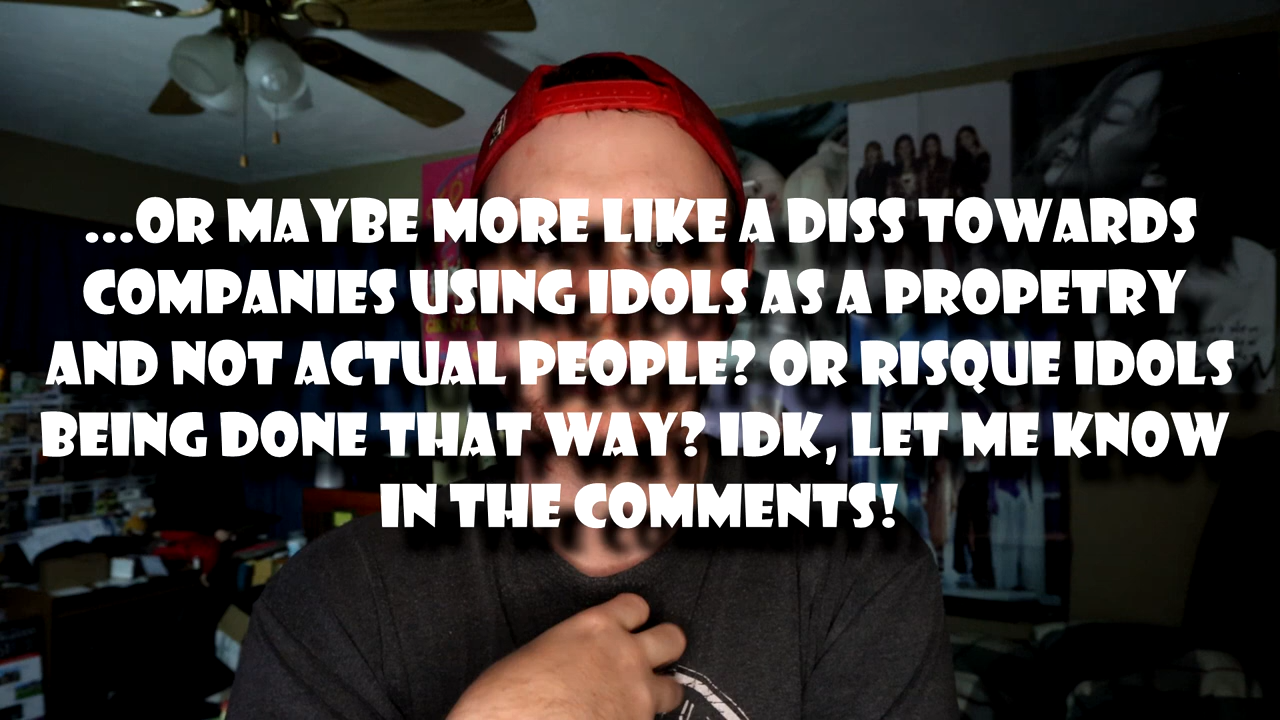 ...OR MAYBE MORE LIKE A DISS TOWARDS
COMPANIES USING IDOLS AS A PROPETRY
AND NOT ACTUAL PEOPLE? OR RISQUE IDOLS
BEING DONE THAT WAY? IDK, LET ME KNOW
IN THE COMMENTS!